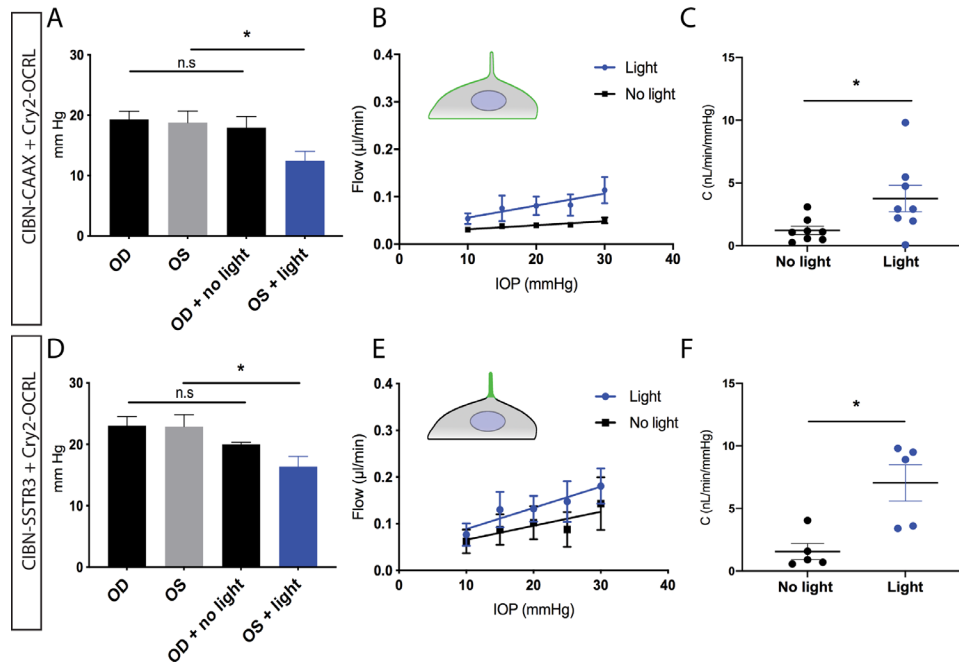 CIBN-CAAX + Cry2-OCRL
A
30
20
10
0
mm Hg
*
n.s
OD
OS
OD + no light
OS + light
B
0.4
0.3
0.2
0.1
0.0
Flow (µl/min)
Light
No light
0 10 20 30 40
IOP (mmHg)
C
15
10
5
0
C (nL/min/mmHg)
*
No light Light
CIBN-SSTR3 + Cry2-OCRL
D
30
20
10
0
mm Hg
*
n.s
OD
OS
OD + no light
OS + light
E
0.4
0.3
0.2
0.1
0.0
Flow (µl/min)
Light
No light
0 10 20 30 40
IOP (mmHg)
F
15
10
5
0
C (nL/min/mmHg)
*
No light Light